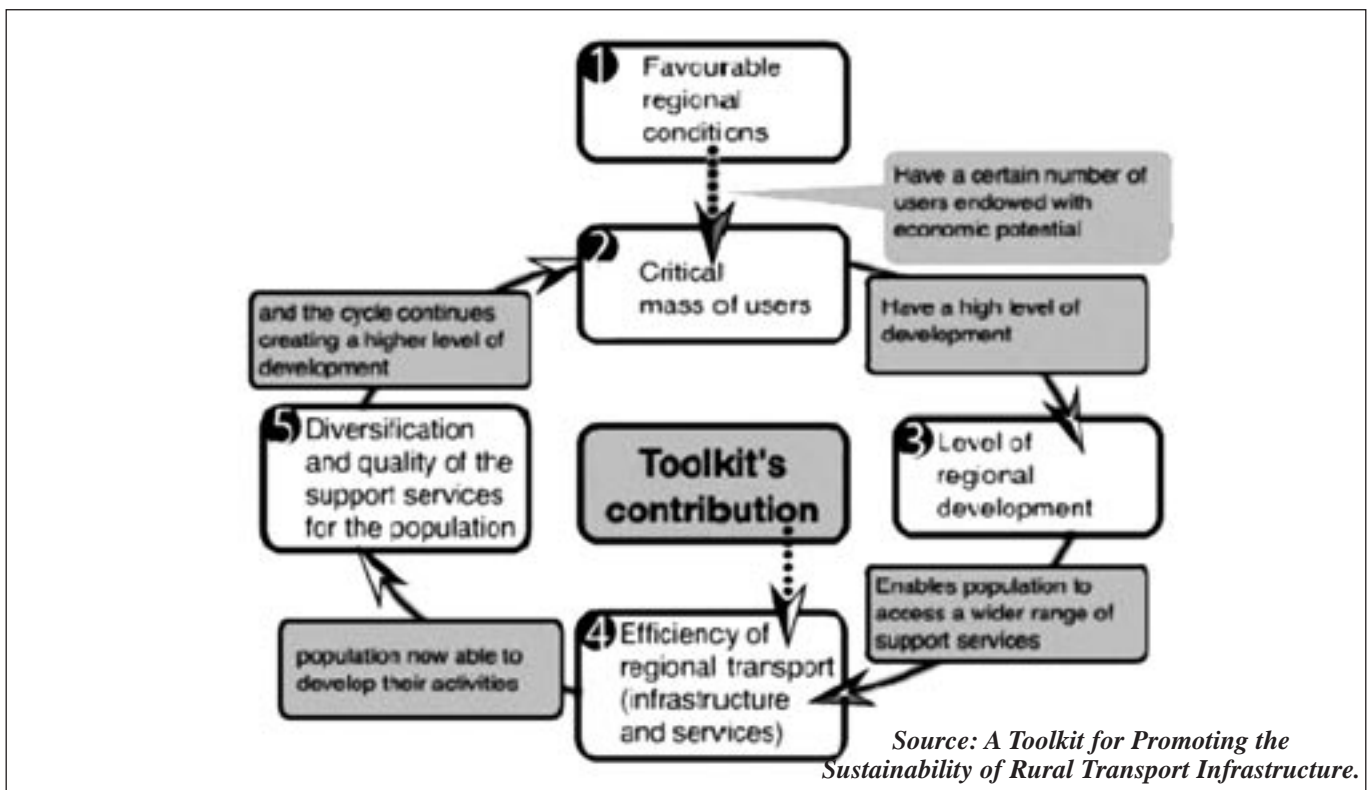 1
Favourable
regional
conditions
Have a certain number of
users endowed with
economic potential
2
Critical
mass of users
Have a high level of
development
3
Level of
regional
development
Enables population to
access a wider range of
support services
4
Efficiency of
regional transport
(infrastructure
and services)
Toolkit's
contribution
population now able to
develop their activities
5
Diversification
and quality of the
support services
for the population
and the cycle continues
creating a higher level of
development
Source: A Toolkit for Promoting the
Sustainability of Rural Transport Infrastructure.